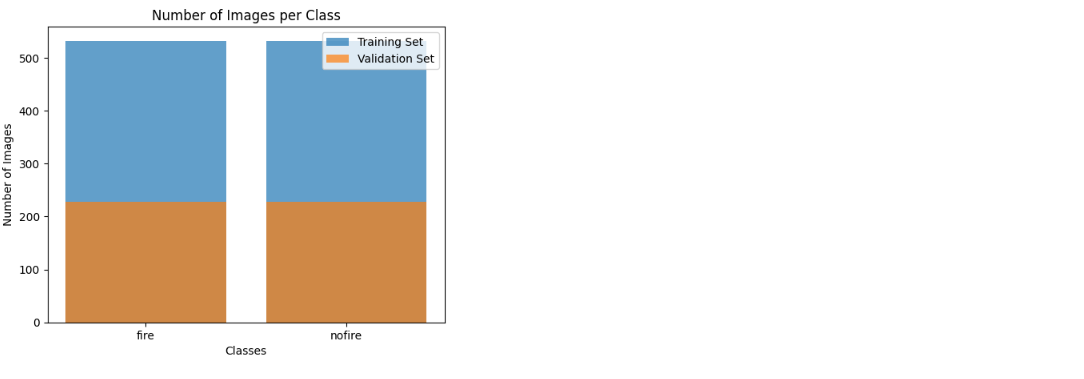 Number of Images per Class
Training Set
Validation Set
Number of Images
500
400
300
200
100
0
fire
nofire
Classes